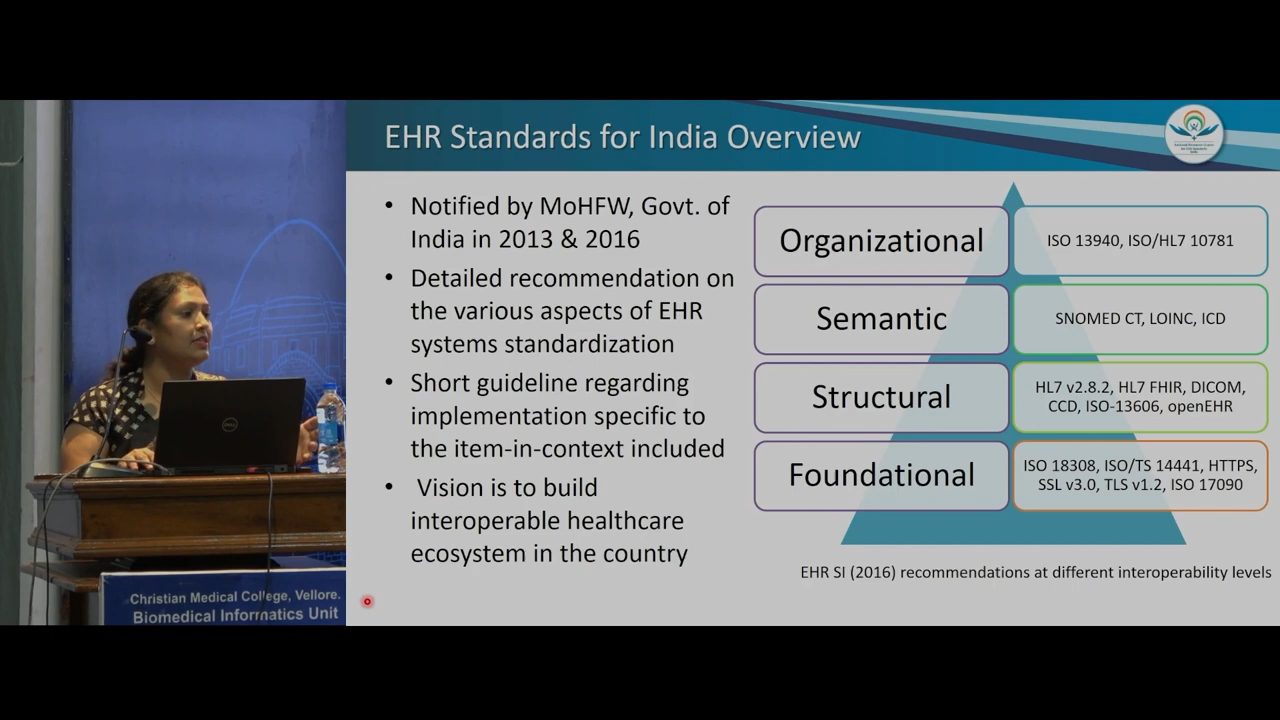 EHR Standards for India Overview
• Notified by MoHFW, Govt. of
India in 2013 & 2016
• Detailed recommendation on
the various aspects of EHR
systems standardization
• Short guideline regarding
implementation specific to
the item-in-context included
• Vision is to build
interoperable healthcare
ecosystem in the country
Organizational
ISO 13940, ISO/HL7 10781
Semantic
SNOMED CT, LOINC, ICD
Structural
HL7 v2.8.2, HL7 FHIR, DICOM,
CCD, ISO-13606, openEHR
Foundational
ISO 18308, ISO/TS 14441, HTTPS,
SSL v3.0, TLS v1.2, ISO 17090
EHR SI (2016) recommendations at different interoperability levels
DELL
Christian Medical College, Vellore.
Biomedical Informatics Unit